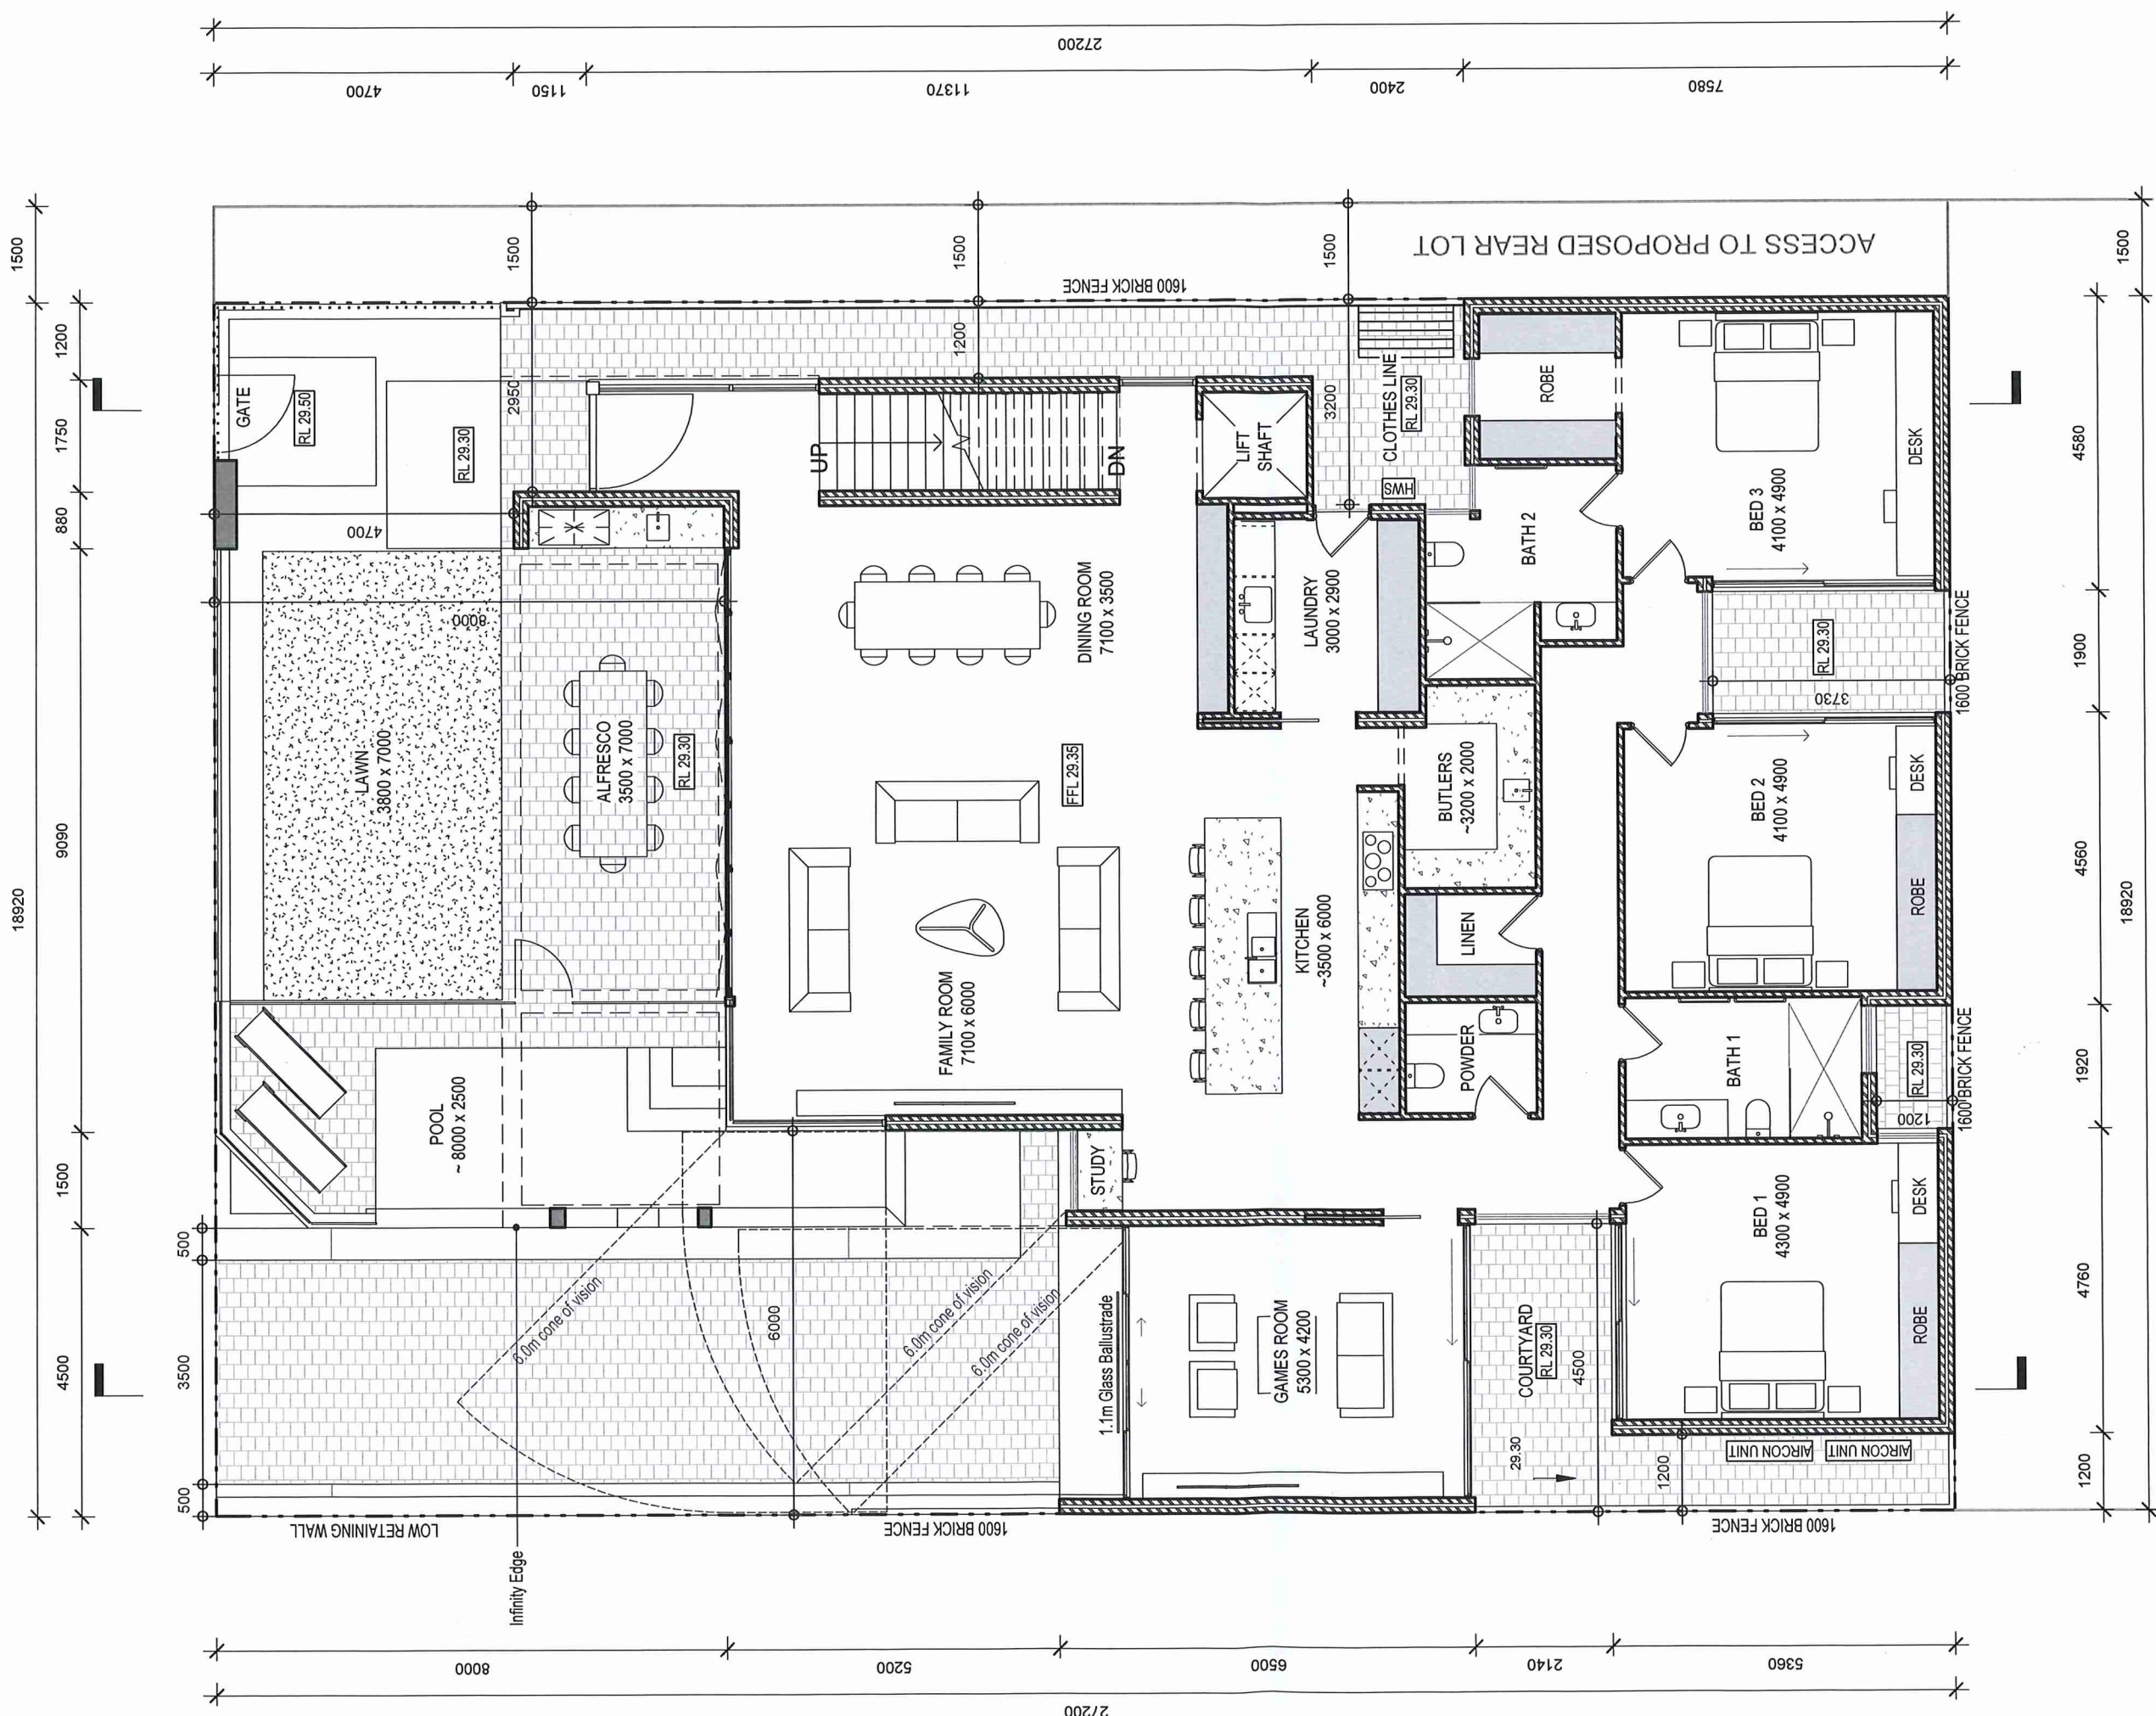 27200
4700
1150
11370
2400
7580
1500
1200
1750
880
9090
18920
1500
4500
500
3500
500
1500
1500
1500
ACCESS TO PROPOSED REAR LOT
1600 BRICK FENCE
1200
GATE
RL 29.50
RL 29.30
2950
4700
8000
UP
DN
LIFT
SHAFT
3200
CLOTHES LINE
RL 29.30
HWS
ROBE
BED 3
4100 x 4900
DESK
BATH 2
LAWN
3800 x 7000
ALFRESCO
3500 x 7000
RL 29.30
DINING ROOM
7100 x 3500
FFL 29.35
LAUNDRY
3000 x 2900
BUTLERS
~3200 x 2000
RL 29.30
3730
1600 BRICK FENCE
BED 2
4100 x 4900
DESK
ROBE
KITCHEN
~3500 x 6000
LINEN
FAMILY ROOM
7100 x 6000
POWDER
BATH 1
RL 29.30
1200
1600 BRICK FENCE
POOL
~ 8000 x 2500
STUDY
6.0m cone of vision
6000
6.0m cone of vision
6.0m cone of vision
1.1m Glass Ballustrade
GAMES ROOM
5300 x 4200
COURTYARD
RL 29.30
4500
29.30
BED 1
4300 x 4900
DESK
ROBE
1200
AIRCON UNIT
AIRCON UNIT
LOW RETAINING WALL
Infinity Edge
1600 BRICK FENCE
1600 BRICK FENCE
1500
4580
1900
4560
1920
4760
1200
18920
8000
5200
6500
2140
5360
27200